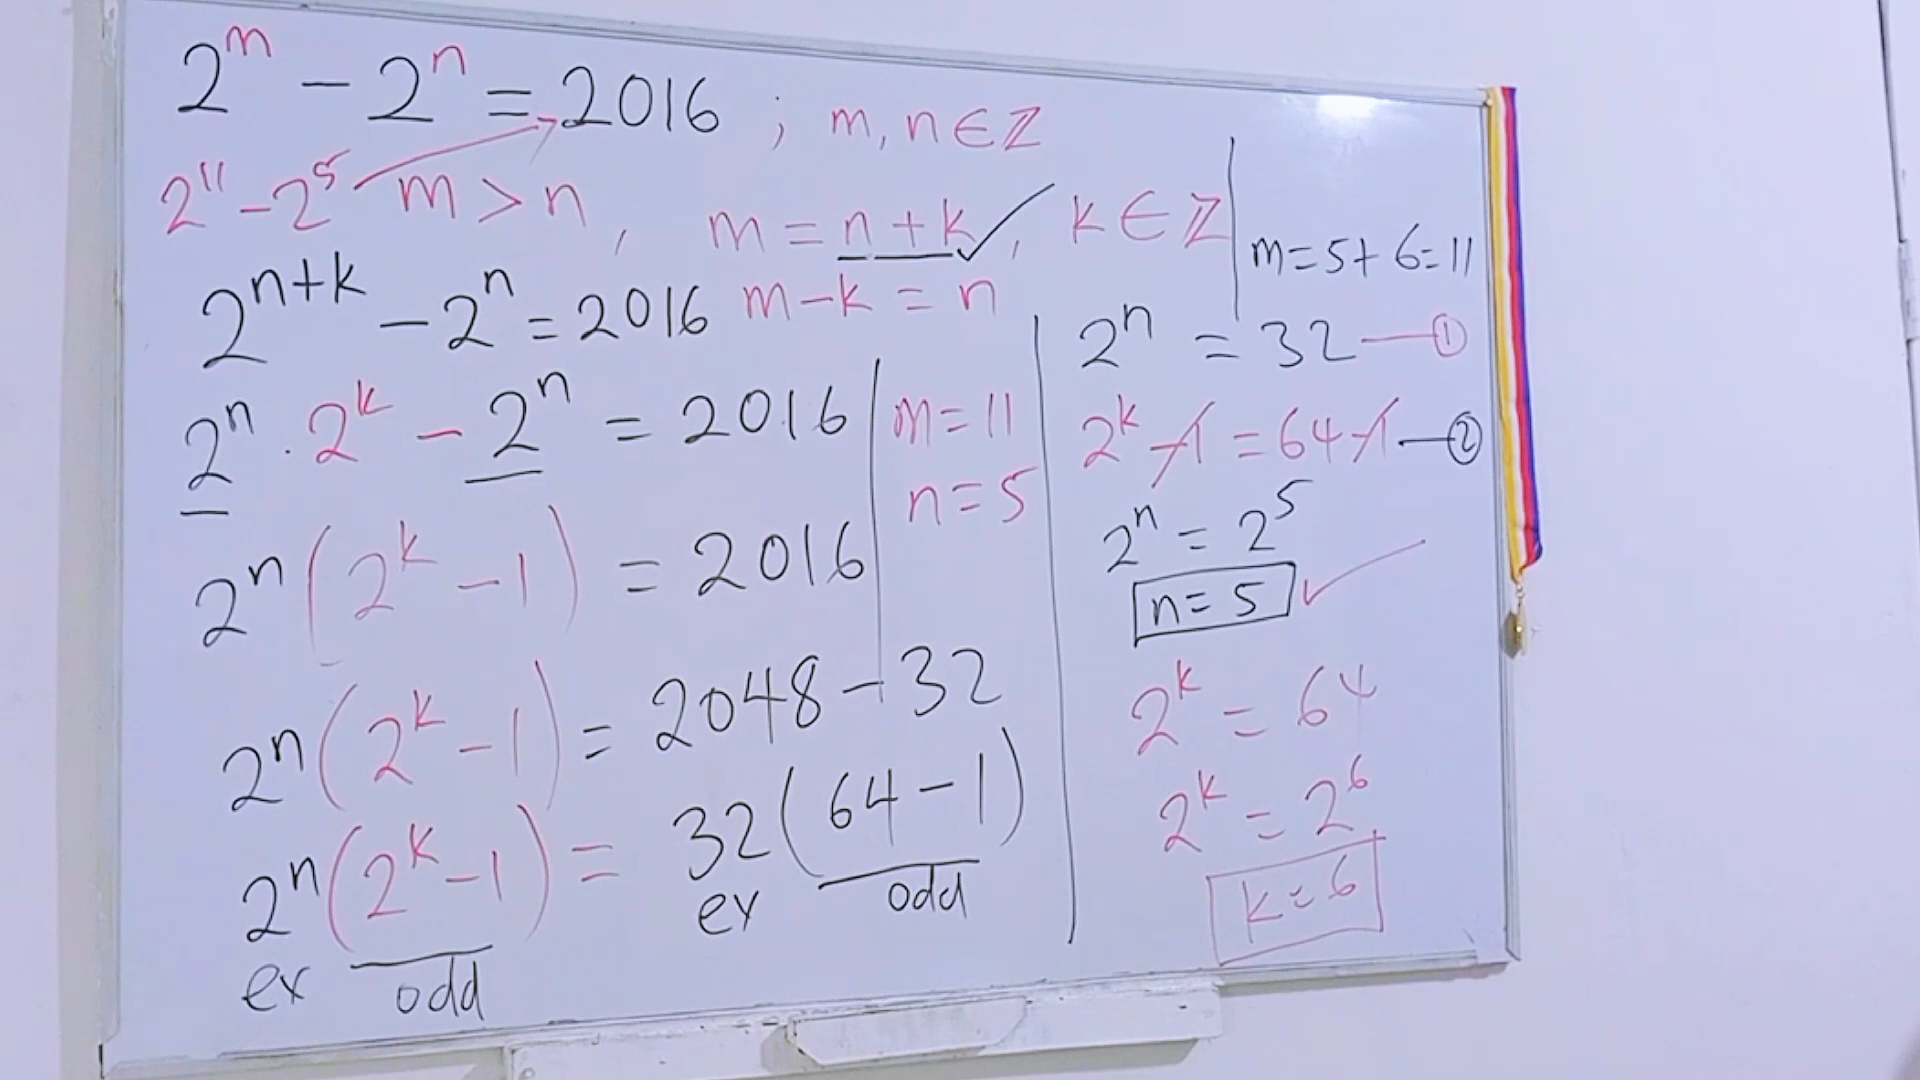 2^m - 2^n = 2016 ; m, n ∈ ℤ
2^11 - 2^5 m > n , m = n + k , k ∈ ℤ
2^(n+k) - 2^n = 2016 m - k = n
2^n · 2^k - 2^n = 2016
2^n (2^k - 1) = 2016
2^n (2^k - 1) = 2048 - 32
2^n (2^k - 1) = 32 (64 - 1)
ev odd ev odd
m = 11
n = 5
m = 5 + 6 = 11
2^n = 32 — ①
2^k - 1 = 64 - 1 — ②
2^n = 2^5
n = 5
2^k = 64
2^k = 2^6
k = 6